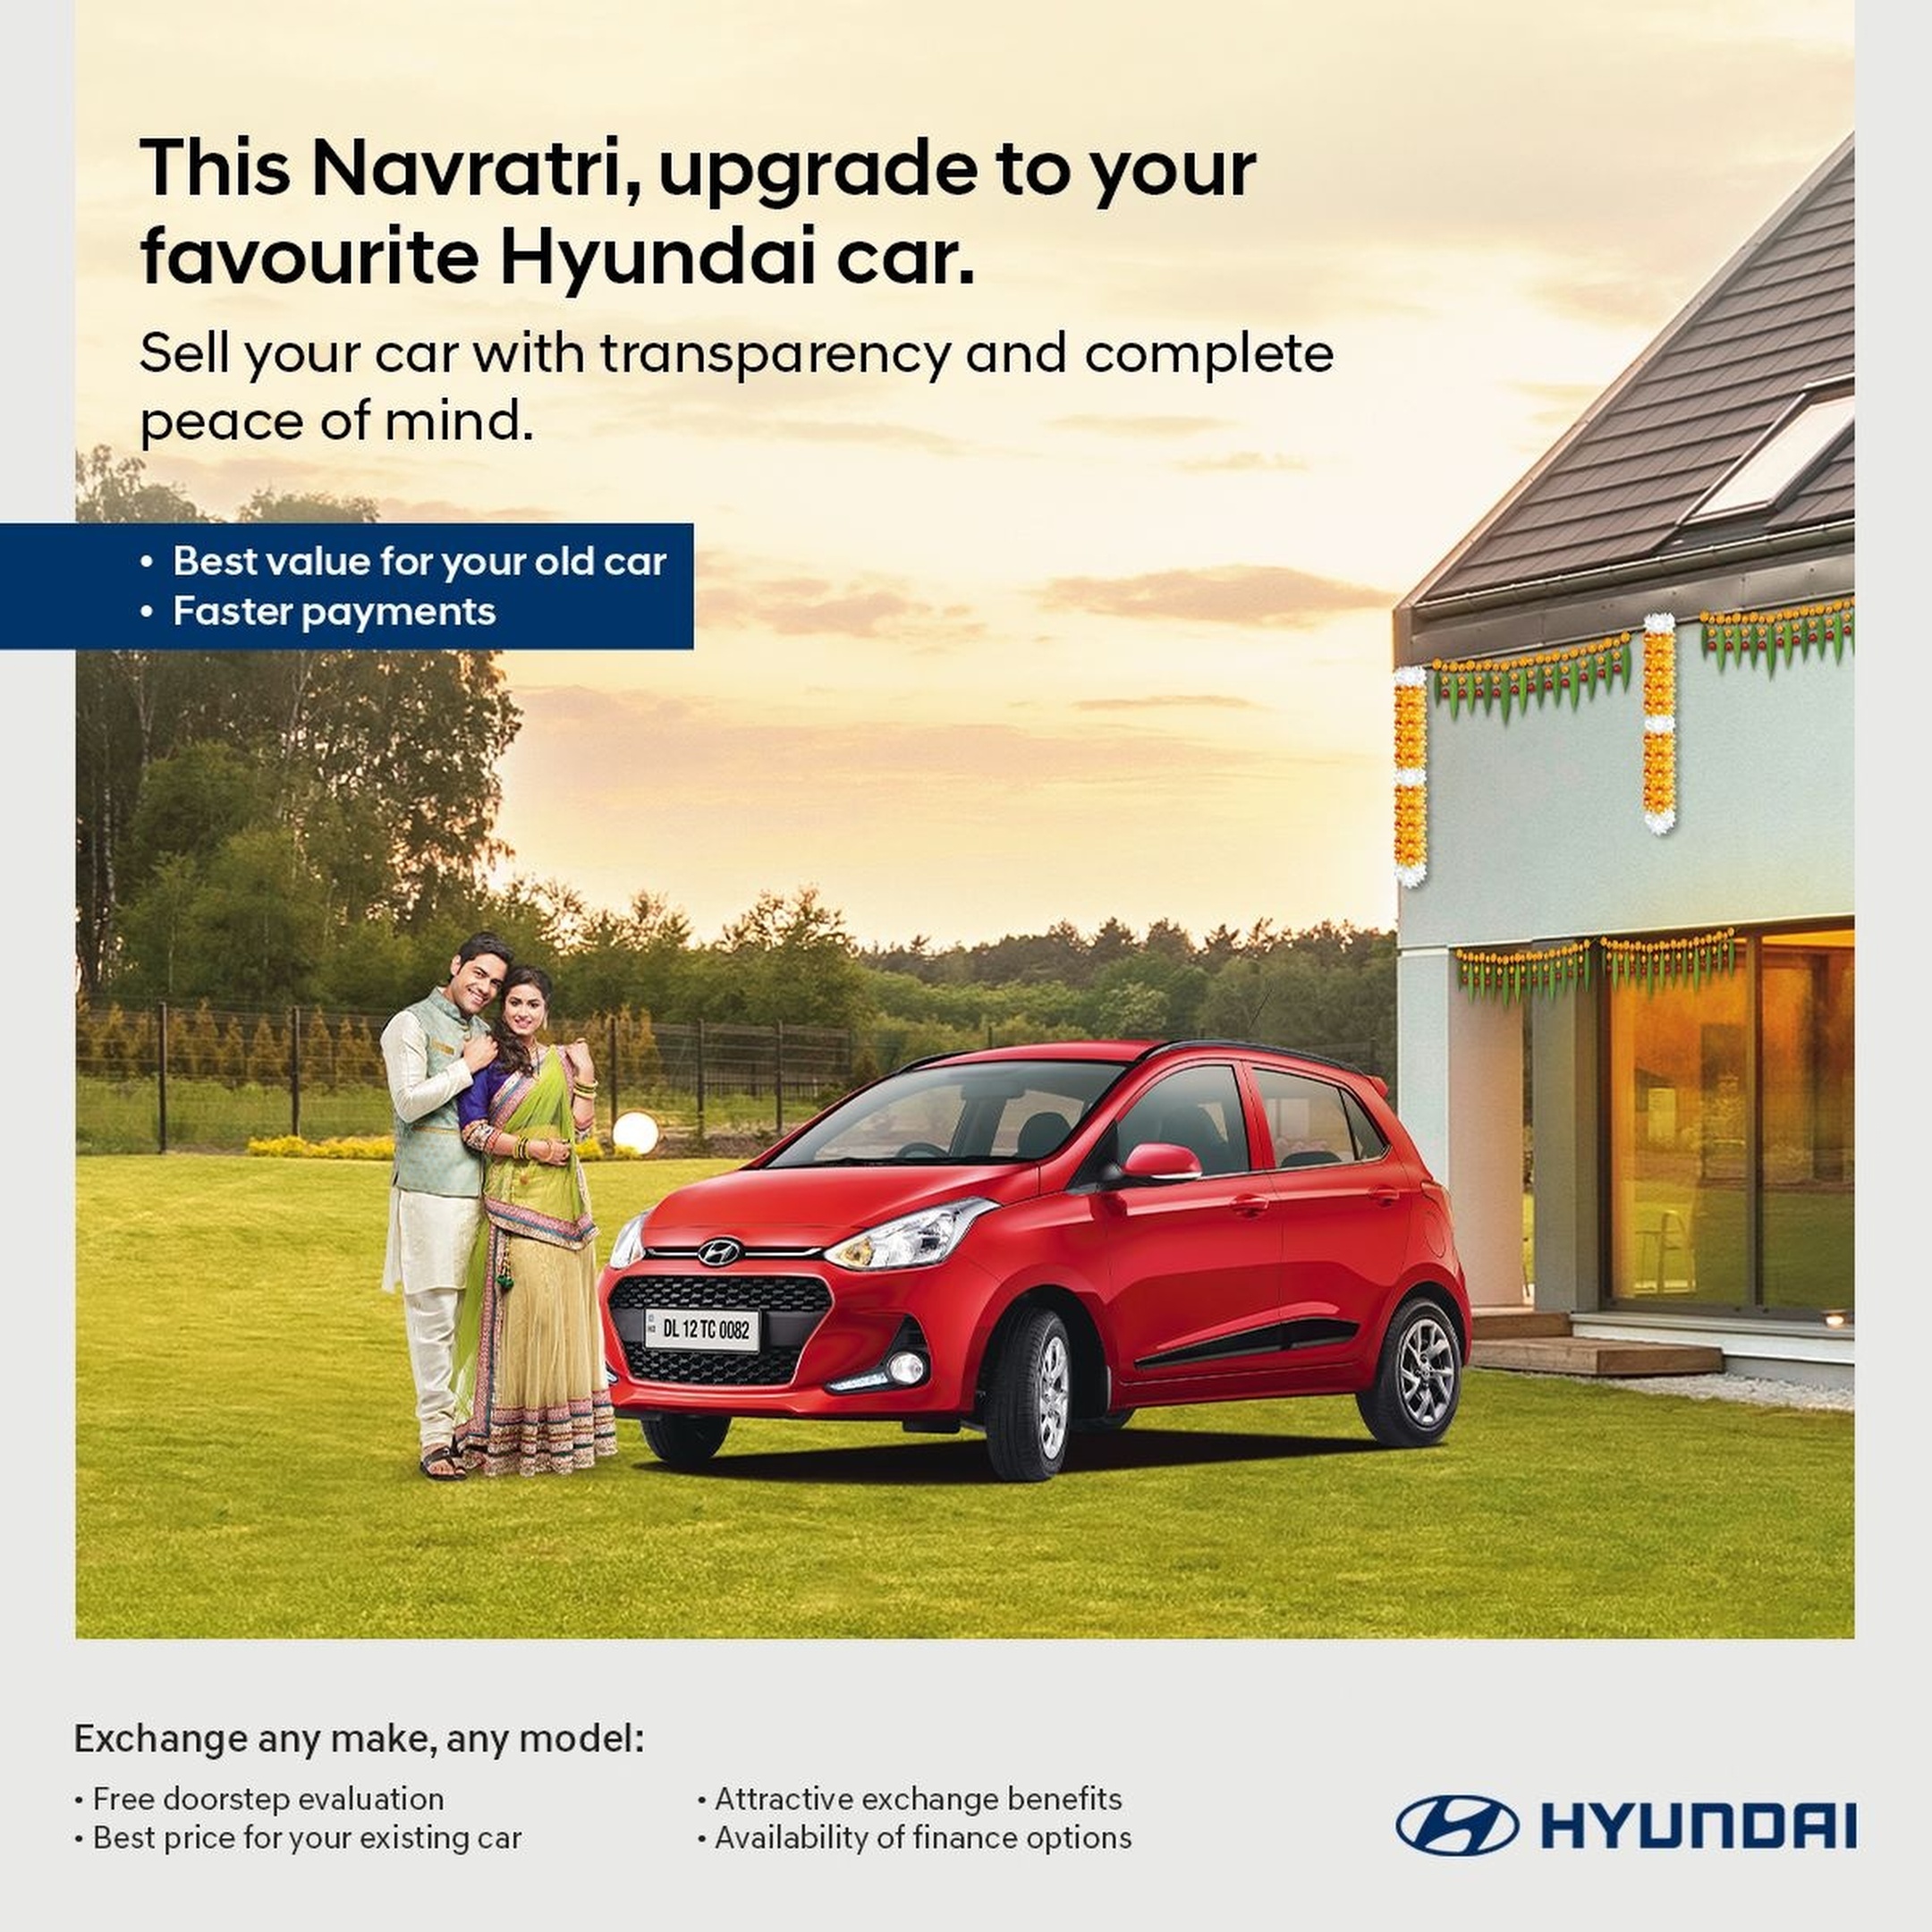 This Navratri, upgrade to your
favourite Hyundai car.
Sell your car with transparency and complete
peace of mind.
• Best value for your old car
• Faster payments
DL 12 TC 0082
Exchange any make, any model:
• Free doorstep evaluation
• Best price for your existing car
• Attractive exchange benefits
• Availability of finance options
HYUNDAI